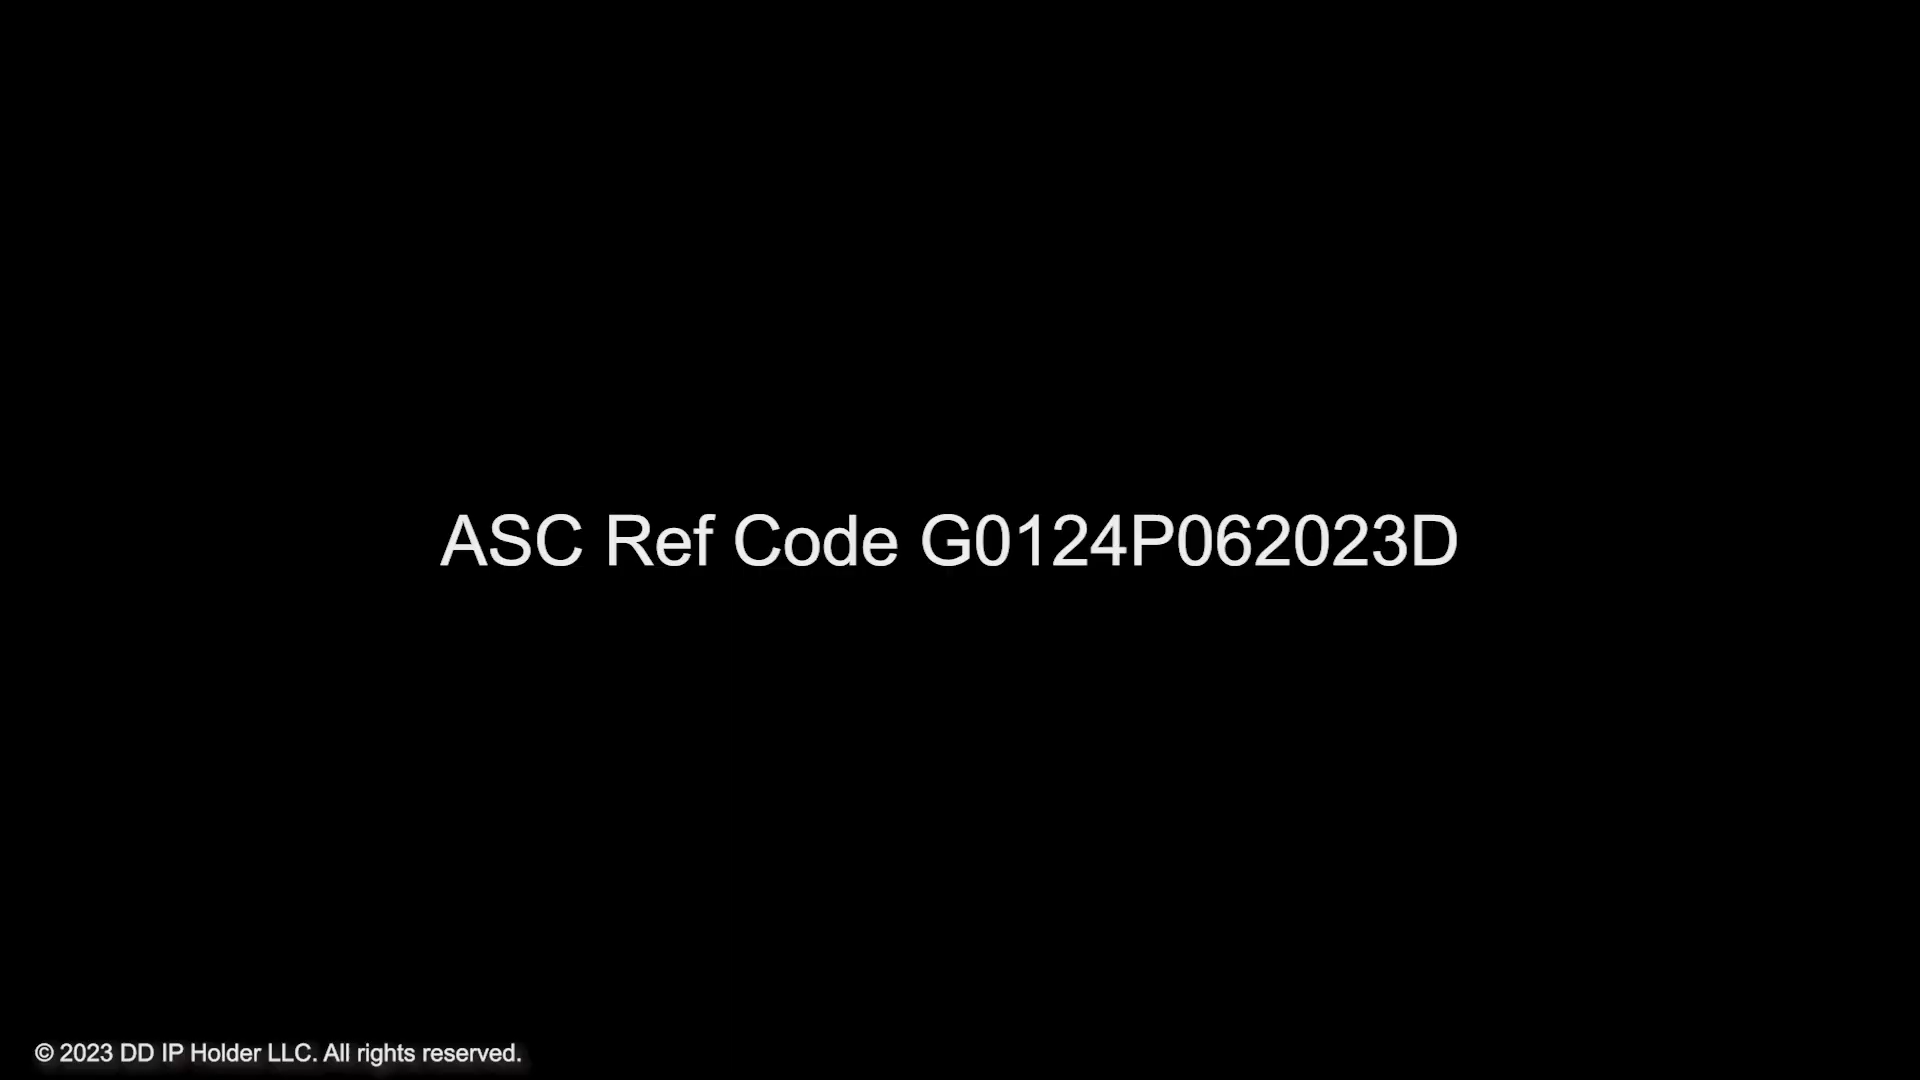 ASC Ref Code G0124P062023D
© 2023 DD IP Holder LLC. All rights reserved.